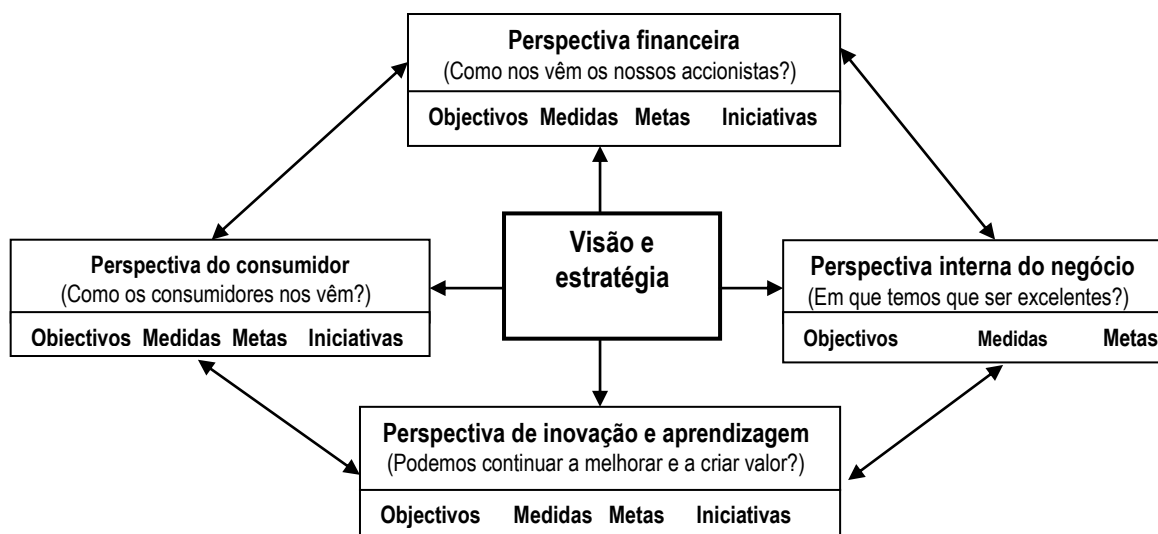 Perspectiva financeira
(Como nos vêm os nossos accionistas?)
Objectivos Medidas Metas Iniciativas
Visão e
estratégia
Perspectiva do consumidor
(Como os consumidores nos vêm?)
Obiectivos Medidas Metas Iniciativas
Perspectiva interna do negócio
(Em que temos que ser excelentes?)
Objectivos Medidas Metas
Perspectiva de inovação e aprendizagem
(Podemos continuar a melhorar e a criar valor?)
Objectivos Medidas Metas Iniciativas